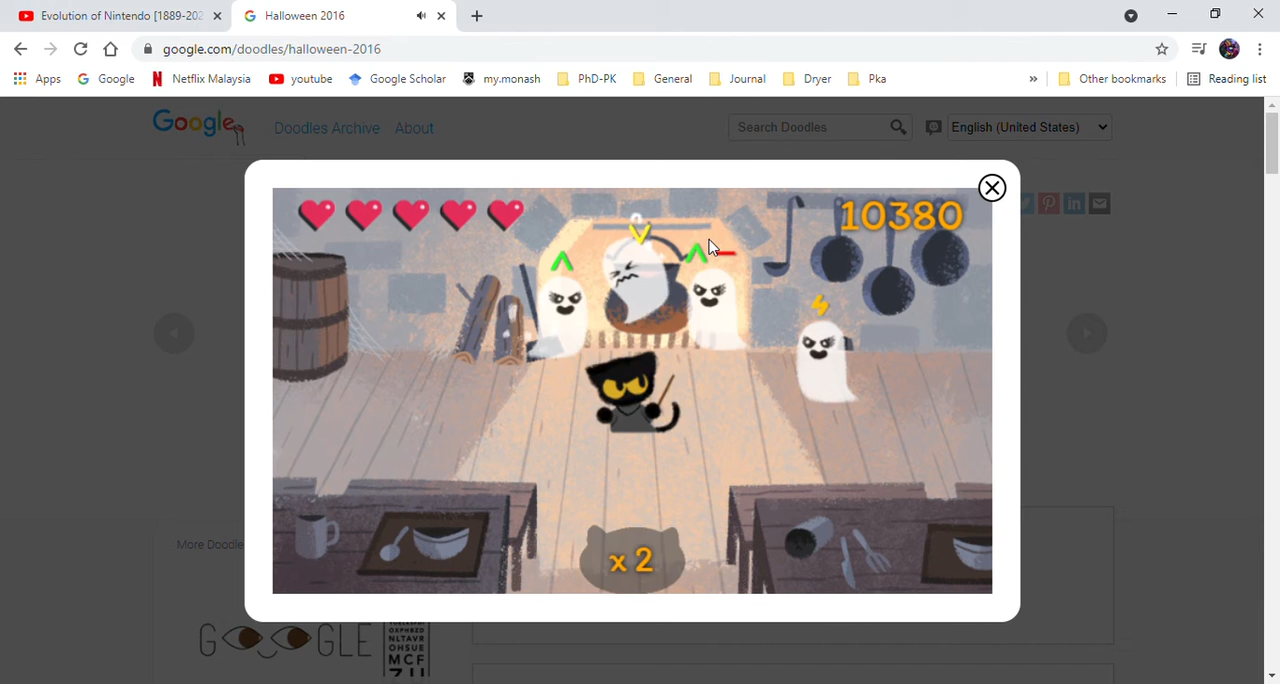 Evolution of Nintendo [1889-202
Halloween 2016
google.com/doodles/halloween-2016
Apps Google Netflix Malaysia youtube Google Scholar my.monash PhD-PK General Journal Dryer Pka » Other bookmarks Reading list
Google Doodles Archive About Search Doodles English (United States)
10380
x 2
More Doodle
GOOGLE